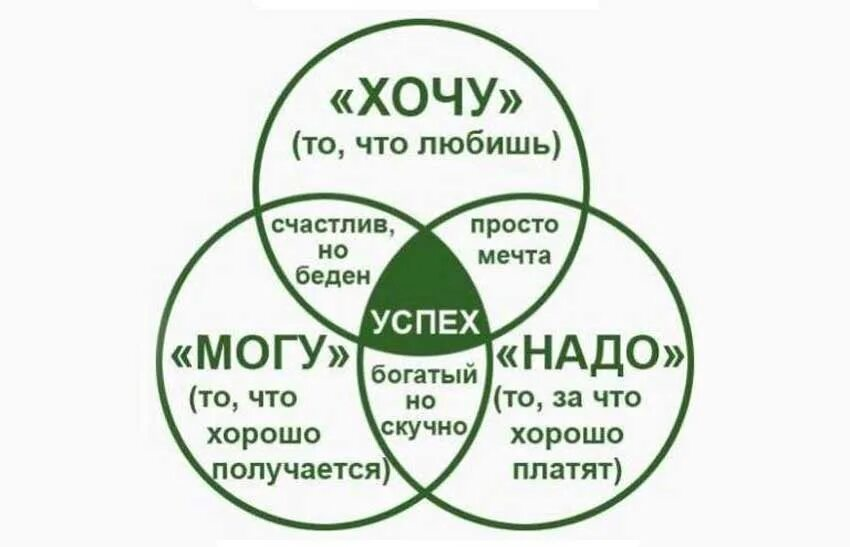 «ХОЧУ»
(то, что любишь)
счастлив,
но
беден
просто
мечта
УСПЕХ
«МОГУ»
(то, что
хорошо
получается)
богатый
но
скучно
«НАДО»
(то, за что
хорошо
платят)